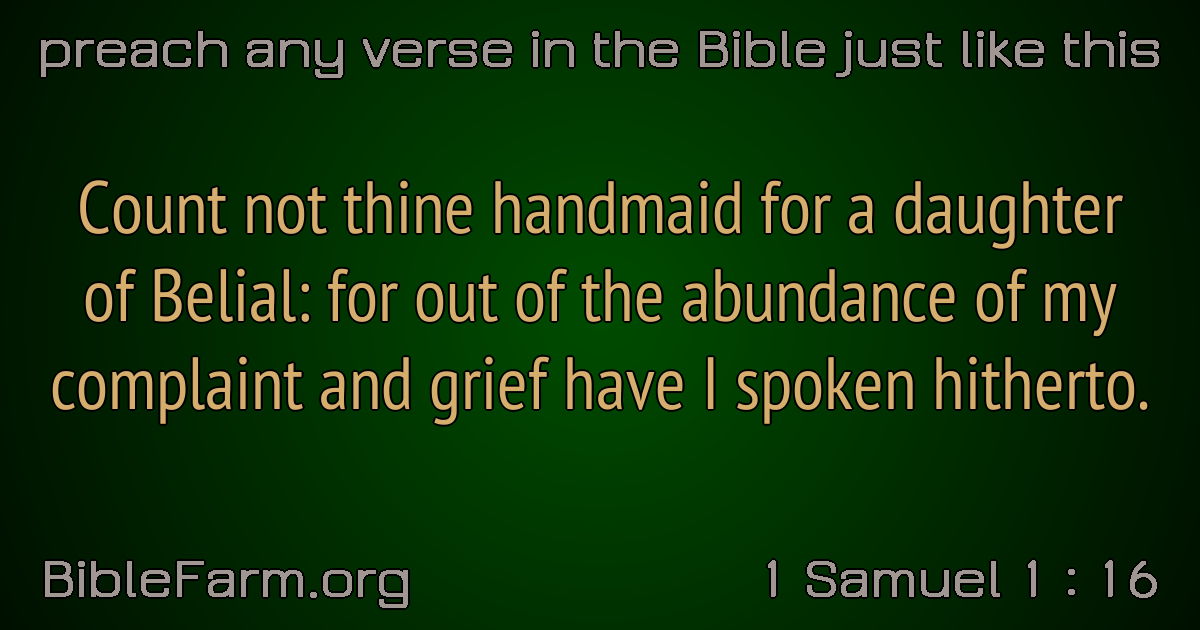 preach any verse in the Bible just like this
Count not thine handmaid for a daughter
of Belial: for out of the abundance of my
complaint and grief have I spoken hitherto.
BibleFarm.org
1 Samuel 1 : 16